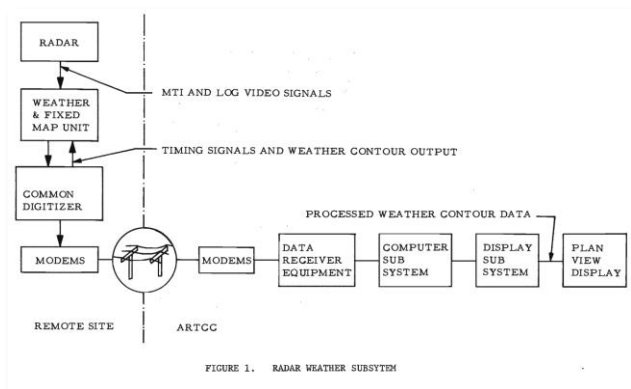 RADAR
MTI AND LOG VIDEO SIGNALS
WEATHER
& FIXED
MAP UNIT
TIMING SIGNALS AND WEATHER CONTOUR OUTPUT
COMMON
DIGITIZER
PROCESSED WEATHER CONTOUR DATA
MODEMS
MODEMS
DATA
RECEIVER
EQUIPMENT
COMPUTER
SUB
SYSTEM
DISPLAY
SUB
SYSTEM
PLAN
VIEW
DISPLAY
REMOTE SITE
ARTCC
FIGURE 1. RADAR WEATHER SUBSYTEM